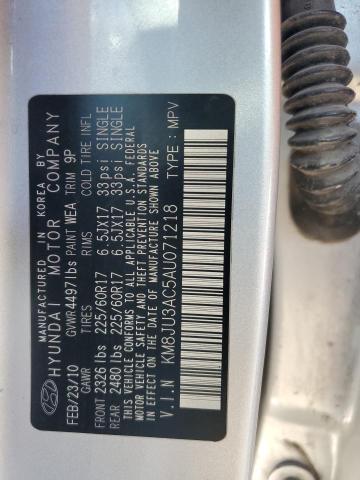 MANUFACTURED IN KOREA BY
HYUNDAI MOTOR COMPANY
FEB/23/10 GVWR 4497 lbs PAINT WEA TRIM 9P
GAWR TIRES RIMS COLD TIRE INFL
FRONT 2326 lbs 225/60R17 6.5JX17 33psi SINGLE
REAR 2480 lbs 225/60R17 6.5JX17 33psi SINGLE
THIS VEHICLE CONFORMS TO ALL APPLICABLE U.S. FEDERAL
MOTOR VEHICLE SAFETY AND THEFT PREVENTION STANDARDS
IN EFFECT ON THE DATE OF MANUFACTURE SHOWN ABOVE.
V.I.N : KM8JU3AC5AU071218 TYPE : MPV